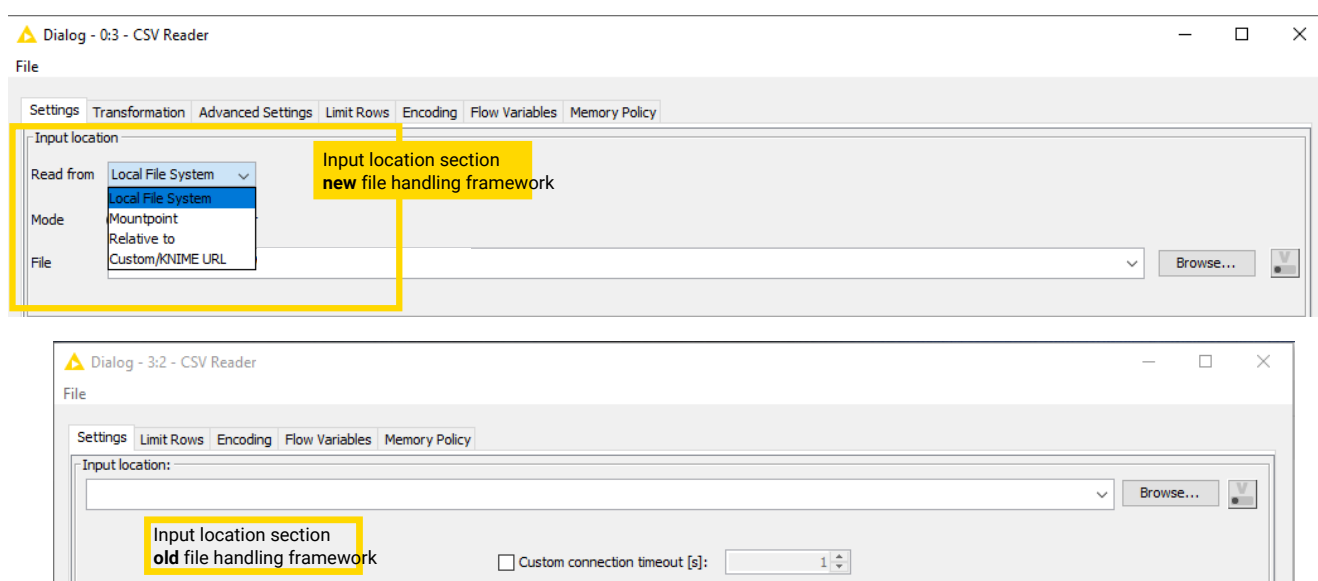 Dialog - 0:3 - CSV Reader
File
Settings Transformation Advanced Settings Limit Rows Encoding Flow Variables Memory Policy
Input location
Read from Local File System
Input location section
new file handling framework
Local File System
Mode Mountpoint
Relative to
File Custom/KNIME URL Browse... V
Dialog - 3:2 - CSV Reader
File
Settings Limit Rows Encoding Flow Variables Memory Policy
Input location:
Browse... V
Input location section
old file handling framework
Custom connection timeout [s]: 1